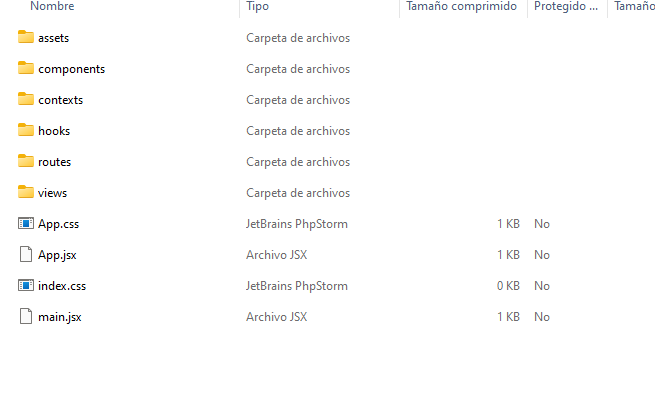 Nombre Tipo Tamaño comprimido Protegido ... Tamaño
assets Carpeta de archivos
components Carpeta de archivos
contexts Carpeta de archivos
hooks Carpeta de archivos
routes Carpeta de archivos
views Carpeta de archivos
App.css JetBrains PhpStorm 1 KB No
App.jsx Archivo JSX 1 KB No
index.css JetBrains PhpStorm 0 KB No
main.jsx Archivo JSX 1 KB No